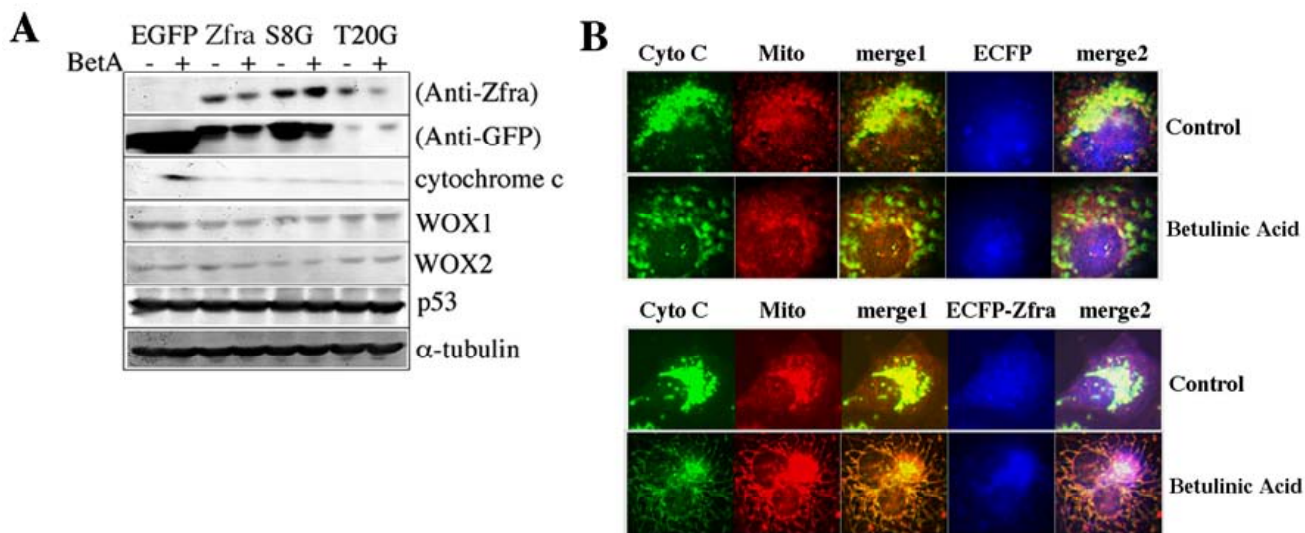 A
EGFP Zfra S8G T20G
BetA - + - + - + - +
(Anti-Zfra)
(Anti-GFP)
cytochrome c
WOX1
WOX2
p53
α-tubulin
B
Cyto C Mito merge1 ECFP merge2
Control
Betulinic Acid
Cyto C Mito merge1 ECFP-Zfra merge2
Control
Betulinic Acid